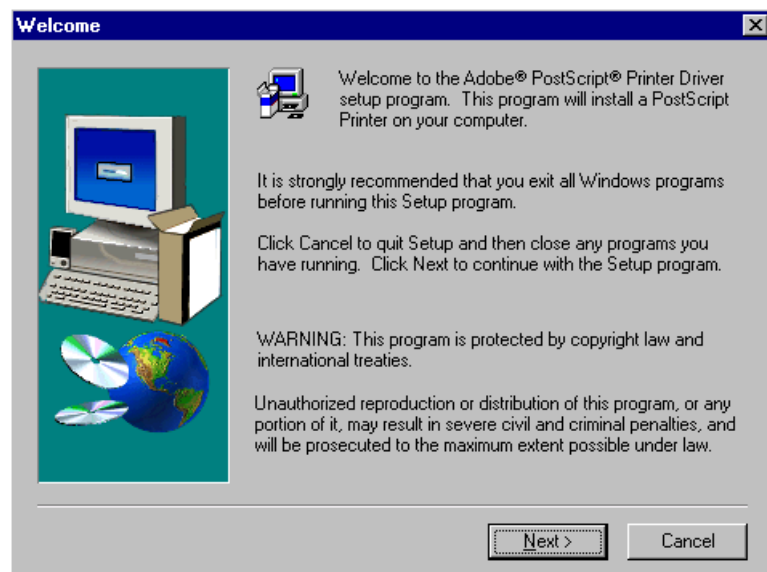 Welcome
Welcome to the Adobe® PostScript® Printer Driver
setup program.  This program will install a PostScript
Printer on your computer.
It is strongly recommended that you exit all Windows programs
before running this Setup program.
Click Cancel to quit Setup and then close any programs you
have running.  Click Next to continue with the Setup program.
WARNING: This program is protected by copyright law and
international treaties.
Unauthorized reproduction or distribution of this program, or any
portion of it, may result in severe civil and criminal penalties, and
will be prosecuted to the maximum extent possible under law.
Next >
Cancel